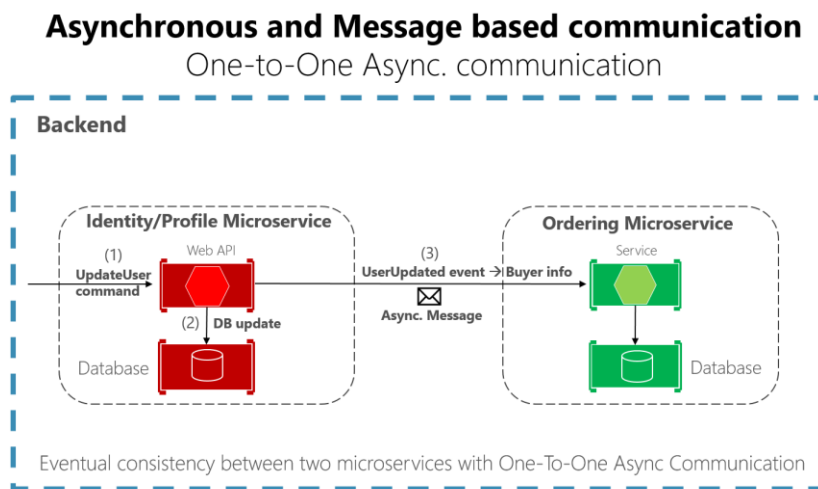 Asynchronous and Message based communication
One-to-One Async. communication
Backend
Identity/Profile Microservice
Ordering Microservice
(1)
Web API
(3)
Service
UpdateUser
command
UserUpdated event → Buyer info
Async. Message
(2) DB update
Database
Database
Eventual consistency between two microservices with One-To-One Async Communication